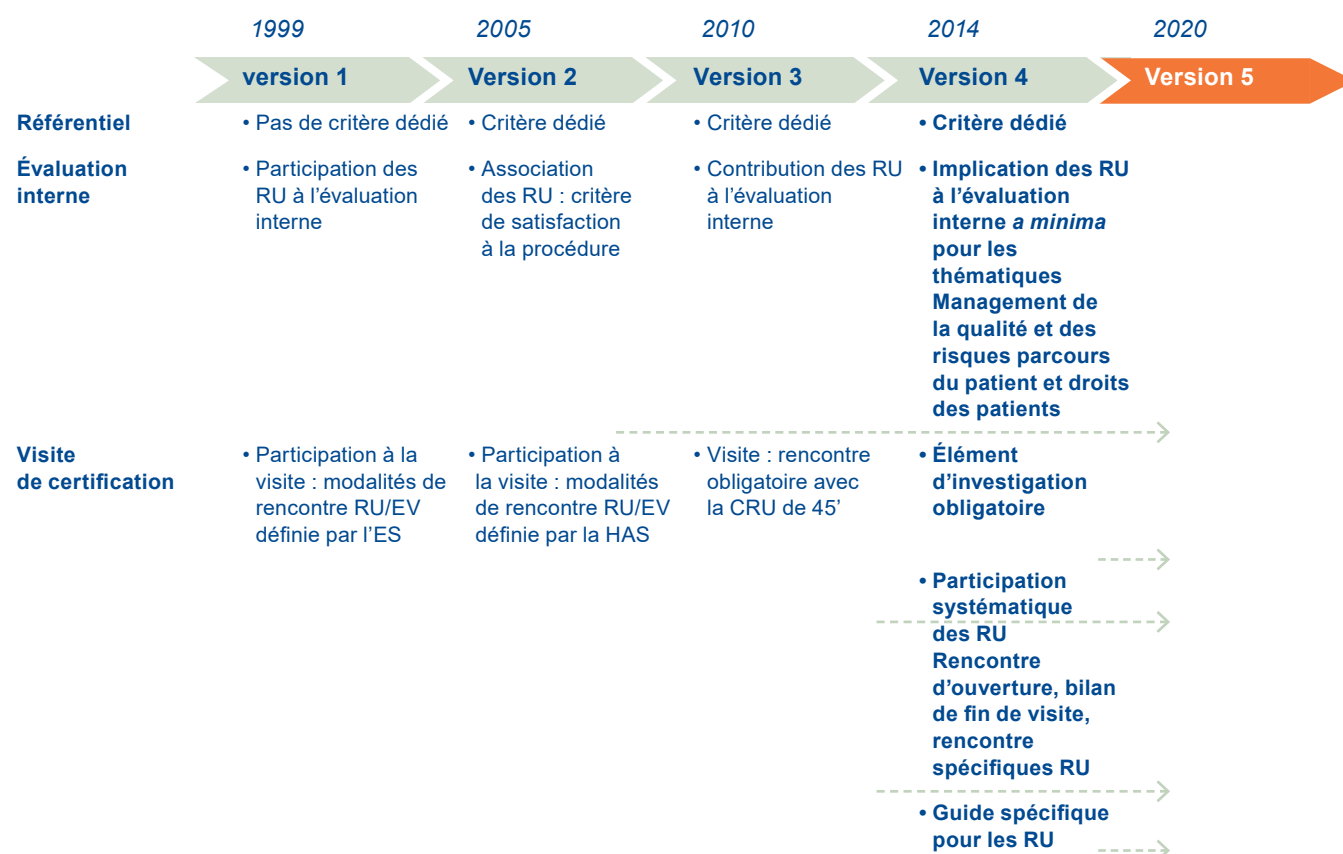 1999 2005 2010 2014 2020
version 1 Version 2 Version 3 Version 4 Version 5
Référentiel
• Pas de critère dédié
• Critère dédié
• Critère dédié
• Critère dédié
Évaluation
interne
• Participation des
RU à l’évaluation
interne
• Association
des RU : critère
de satisfaction
à la procédure
• Contribution des RU
à l’évaluation
interne
• Implication des RU
à l’évaluation
interne a minima
pour les
thématiques
Management de
la qualité et des
risques parcours
du patient et droits
des patients
Visite
de certification
• Participation à la
visite : modalités de
rencontre RU/EV
définie par l’ES
• Participation à
la visite : modalités
de rencontre RU/EV
définie par la HAS
• Visite : rencontre
obligatoire avec
la CRU de 45’
• Élément
d’investigation
obligatoire
• Participation
systématique
des RU
Rencontre
d’ouverture, bilan
de fin de visite,
rencontre
spécifiques RU
• Guide spécifique
pour les RU